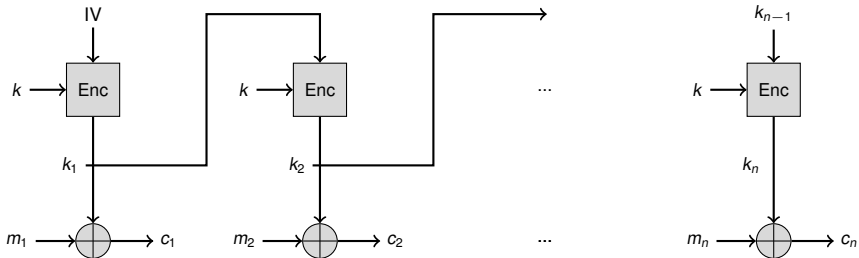 IV k_{n-1}
k Enc k Enc ... k Enc
k_1 k_2 k_n
m_1 c_1 m_2 c_2 ... m_n c_n